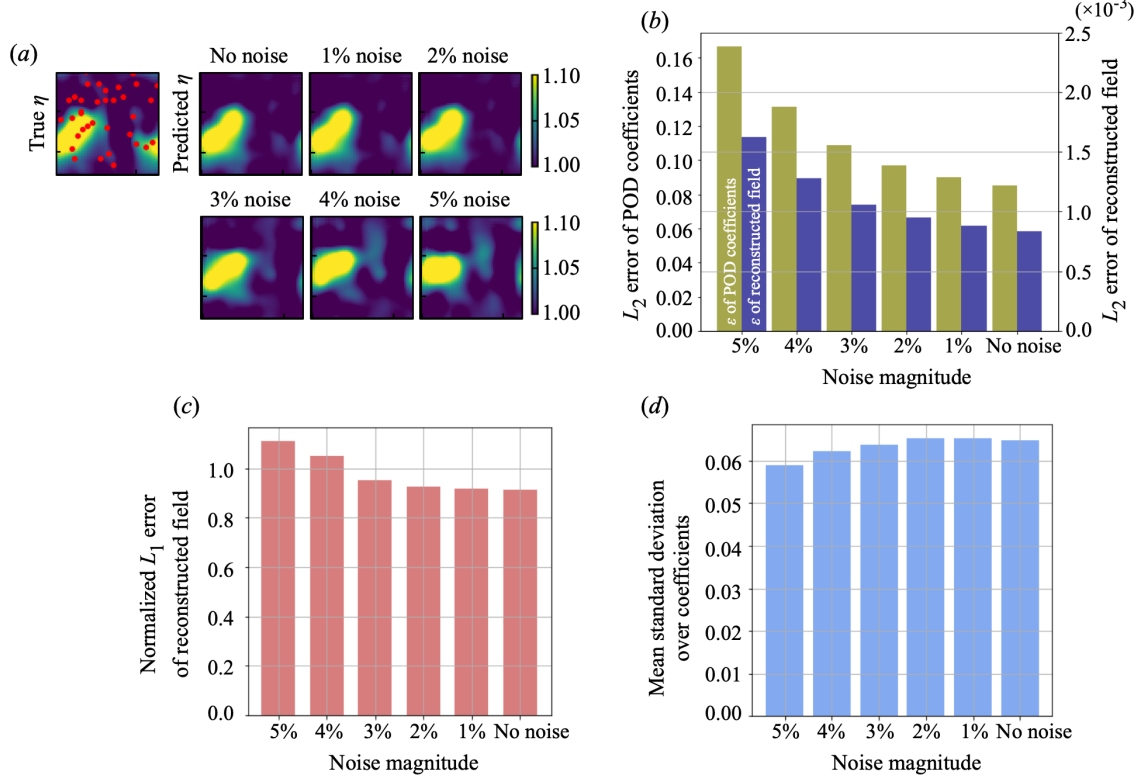 (a)
True η
Predicted η
No noise
1% noise
2% noise
1.10
1.05
1.00
3% noise
4% noise
5% noise
1.10
1.05
1.00
(b)
(×10⁻³)
L₂ error of POD coefficients
0.16
0.14
0.12
0.10
0.08
0.06
0.04
0.02
0.00
ε of POD coefficients
ε of reconstructed field
2.5
2.0
1.5
1.0
0.5
0.0
L₂ error of reconstructed field
5%
4%
3%
2%
1%
No noise
Noise magnitude
(c)
Normalized L₁ error
of reconstructed field
1.0
0.8
0.6
0.4
0.2
0.0
5%
4%
3%
2%
1%
No noise
Noise magnitude
(d)
Mean standard deviation
over coefficients
0.06
0.05
0.04
0.03
0.02
0.01
0.00
5%
4%
3%
2%
1%
No noise
Noise magnitude